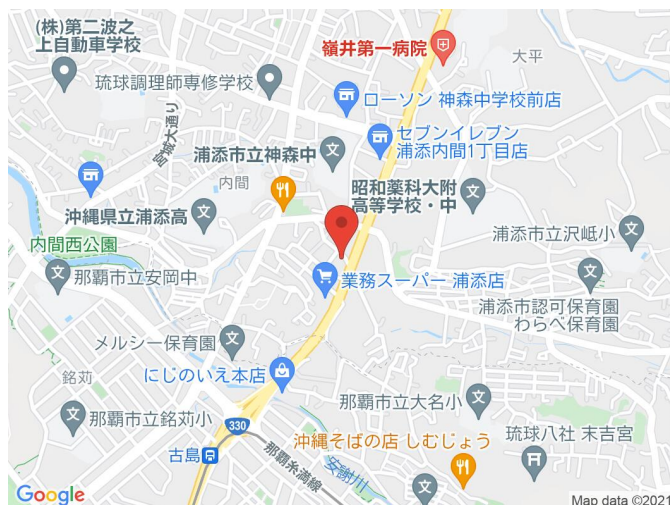 (株)第二波之
上自動車学校
嶺井第一病院
大平
琉球調理師専修学校
ローソン 神森中学校前店
宮城大通り
セブンイレブン
浦添内間1丁目店
浦添市立神森中
内間
昭和薬科大附
高等学校・中
沖縄県立浦添高
浦添市立沢岻小
内間西公園
那覇市立安岡中
業務スーパー 浦添店
浦添市認可保育園
わらべ保育園
メルシー保育園
にじのいえ本店
銘苅
那覇市立銘苅小
那覇市立大名小
330
古島
沖縄そばの店 しむじょう
琉球八社 末吉宮
那覇糸満線
安謝川
Google
Map data ©2021